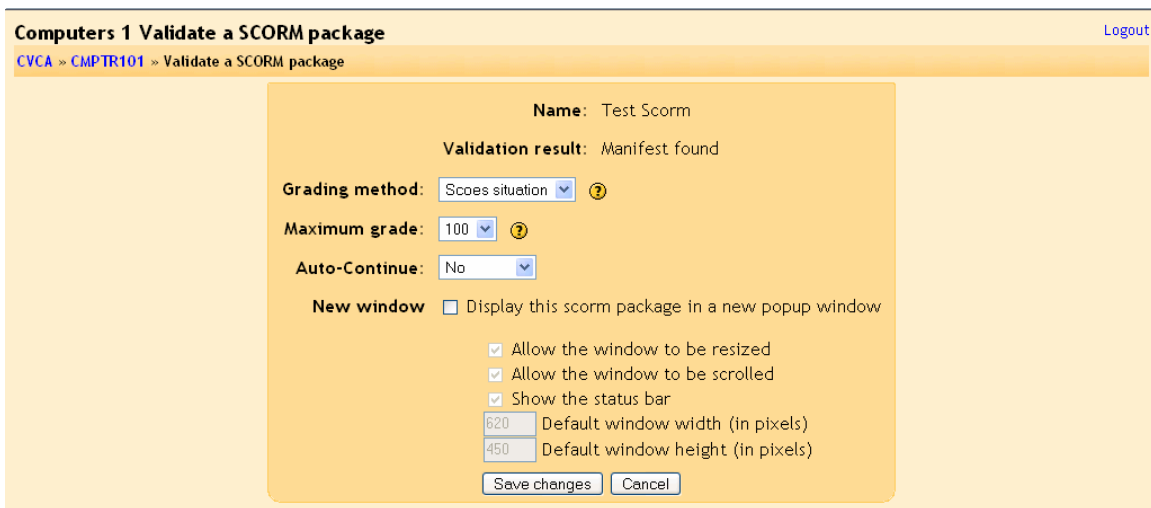 Computers 1 Validate a SCORM package
Logout
CVCA » CMPTR101 » Validate a SCORM package
Name: Test Scorm
Validation result: Manifest found
Grading method: Scoes situation ?
Maximum grade: 100 ?
Auto-Continue: No
New window Display this scorm package in a new popup window
Allow the window to be resized
Allow the window to be scrolled
Show the status bar
620 Default window width (in pixels)
450 Default window height (in pixels)
Save changes Cancel